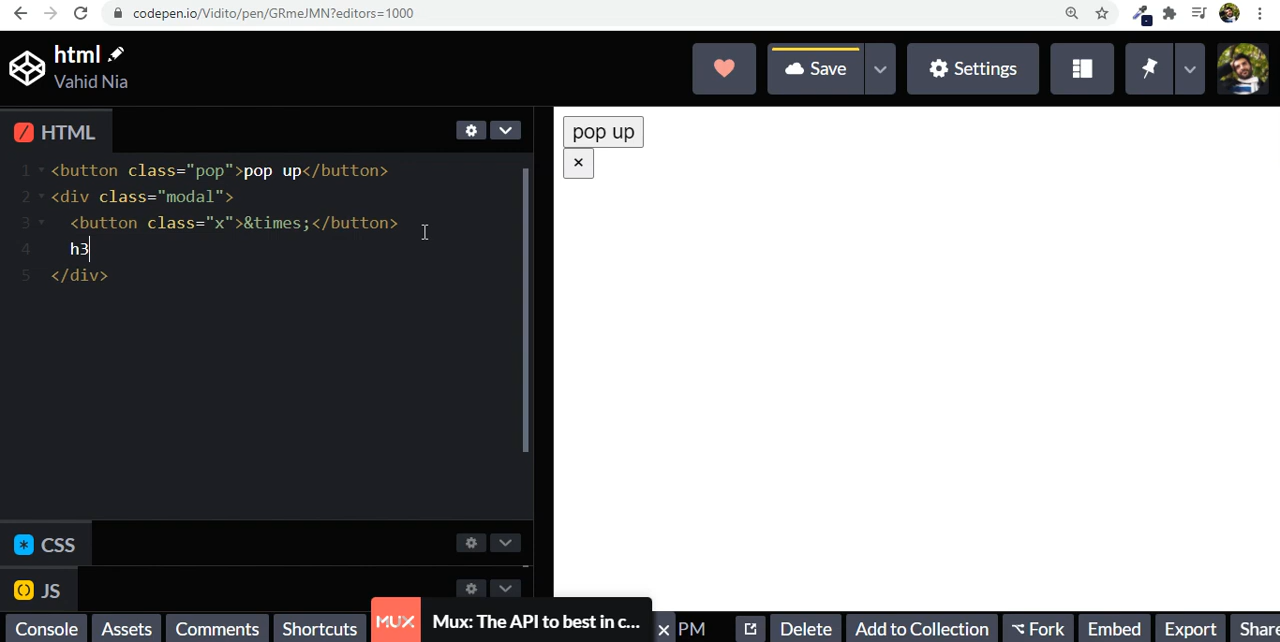 codepen.io/Vidito/pen/GRmeJMN?editors=1000
html
Vahid Nia
Save
Settings
HTML
1 <button class="pop">pop up</button>
2 <div class="modal">
3 <button class="x">&times;</button>
4 h3
5 </div>
pop up
×
CSS
JS
Console
Assets
Comments
Shortcuts
MUX
Mux: The API to best in c...
PM
Delete
Add to Collection
Fork
Embed
Export
Share